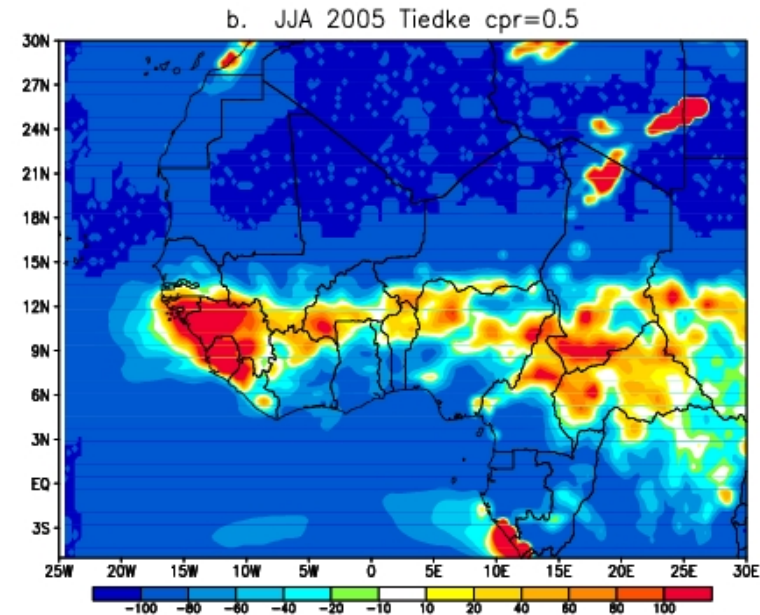 b. JJA 2005 Tiedke cpr=0.5
30N
27N
24N
21N
18N
15N
12N
9N
6N
3N
EQ
3S
25W 20W 15W 10W 5W 0 5E 10E 15E 20E 25E 30E
-100 -80 -60 -40 -20 -10 10 20 40 60 80 100